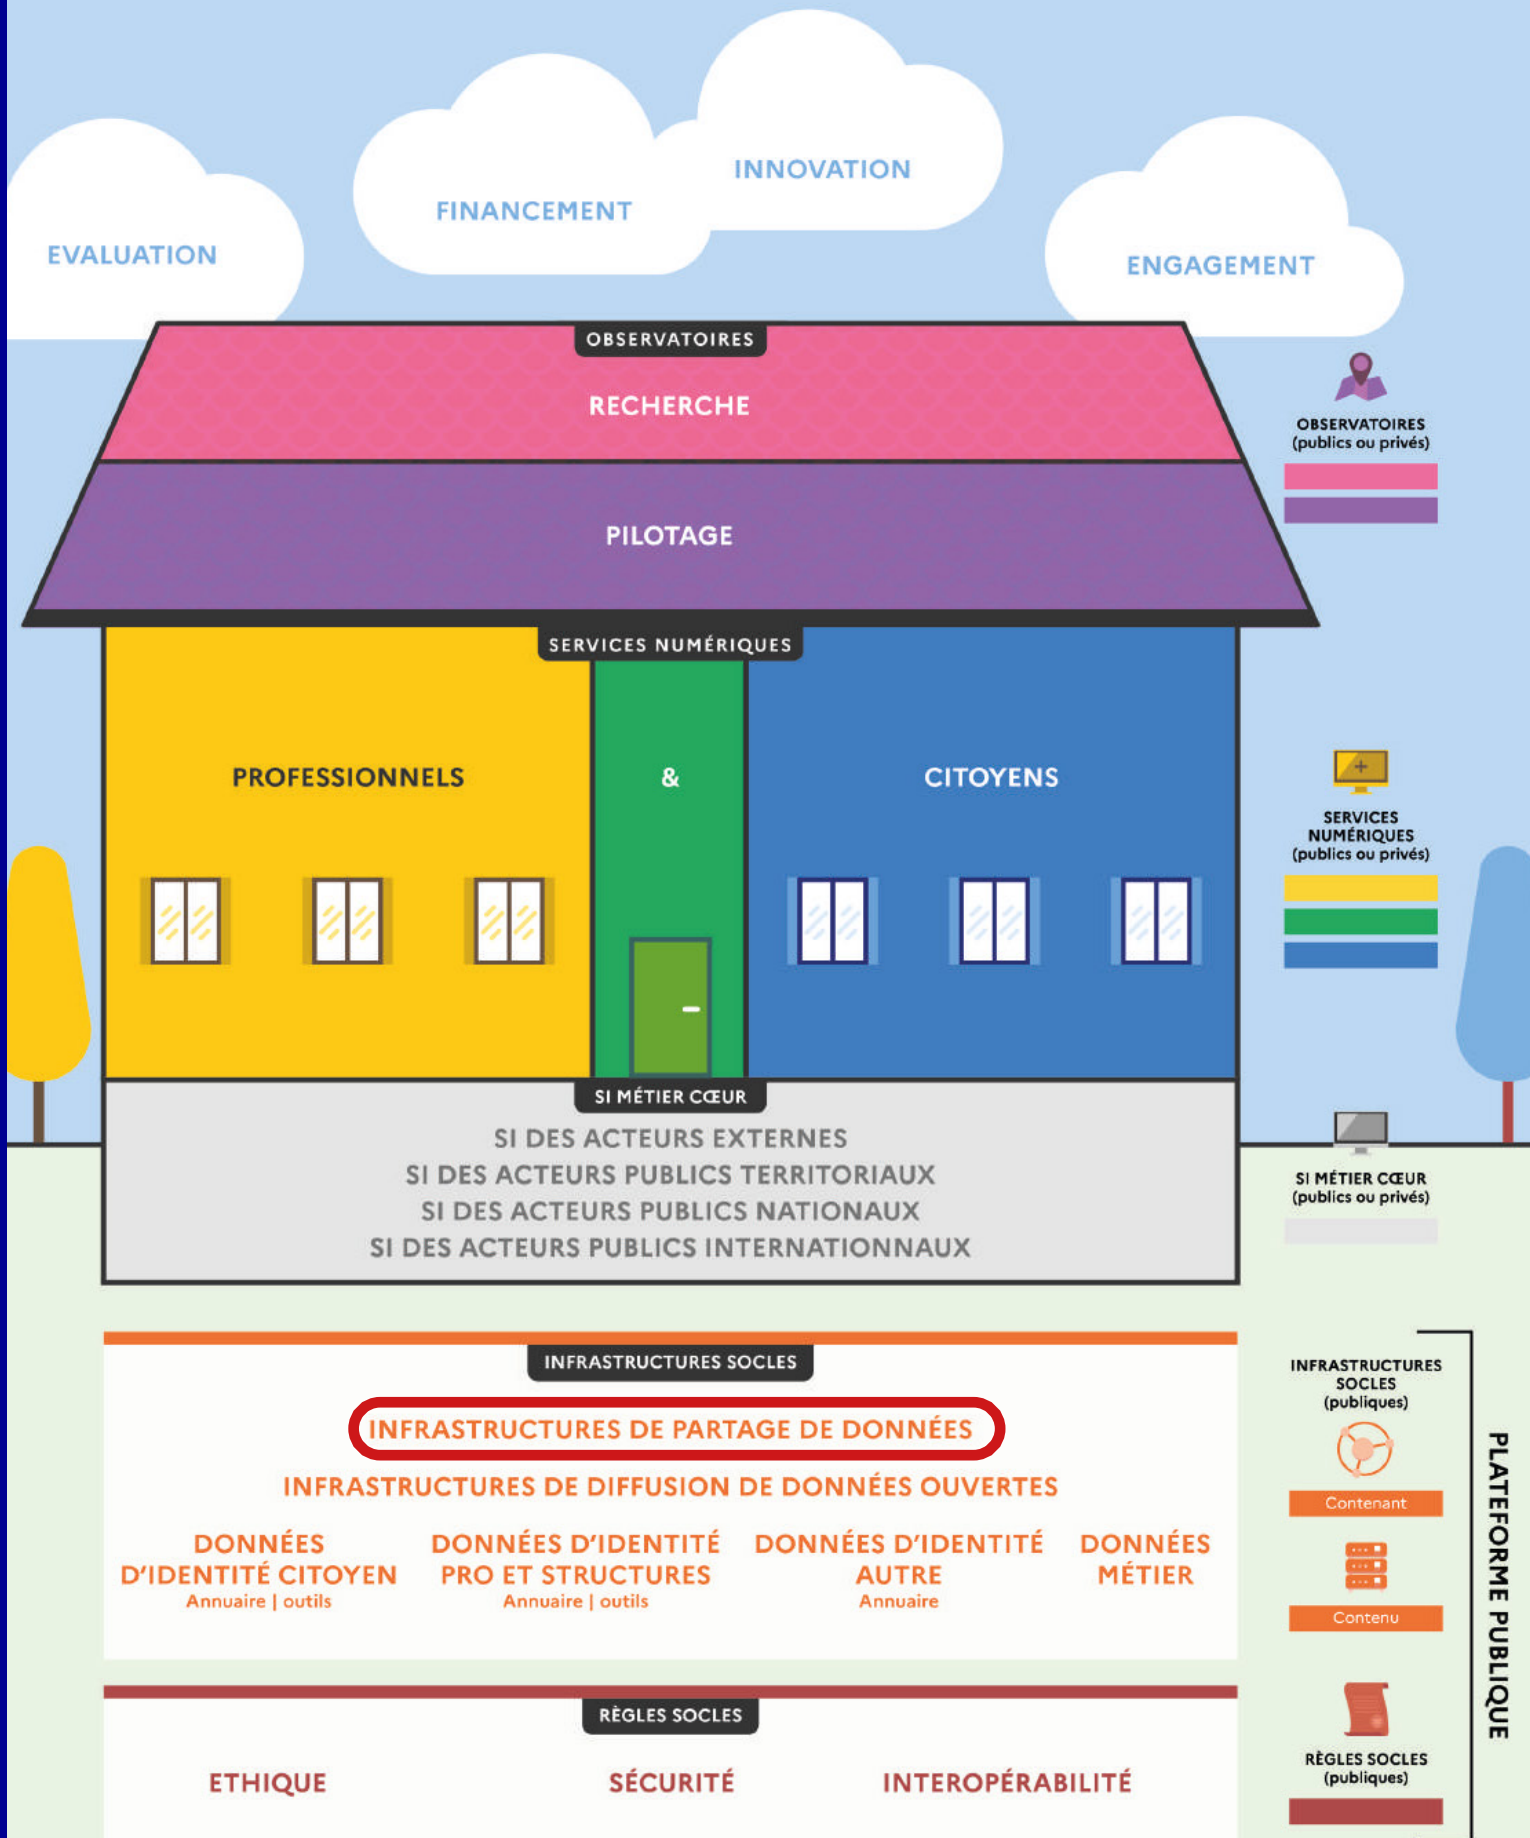 INNOVATION
FINANCEMENT
EVALUATION
ENGAGEMENT
OBSERVATOIRES
RECHERCHE
PILOTAGE
OBSERVATOIRES
(publics ou privés)
SERVICES NUMÉRIQUES
PROFESSIONNELS
&
CITOYENS
SERVICES
NUMÉRIQUES
(publics ou privés)
SI MÉTIER CŒUR
SI DES ACTEURS EXTERNES
SI DES ACTEURS PUBLICS TERRITORIAUX
SI DES ACTEURS PUBLICS NATIONAUX
SI DES ACTEURS PUBLICS INTERNATIONNAUX
SI MÉTIER CŒUR
(publics ou privés)
INFRASTRUCTURES SOCLES
INFRASTRUCTURES DE PARTAGE DE DONNÉES
INFRASTRUCTURES DE DIFFUSION DE DONNÉES OUVERTES
DONNÉES
D'IDENTITÉ CITOYEN
Annuaire | outils
DONNÉES D'IDENTITÉ
PRO ET STRUCTURES
Annuaire | outils
DONNÉES D'IDENTITÉ
AUTRE
Annuaire
DONNÉES
MÉTIER
INFRASTRUCTURES
SOCLES
(publiques)
Contenant
Contenu
RÈGLES SOCLES
ETHIQUE
SÉCURITÉ
INTEROPÉRABILITÉ
RÈGLES SOCLES
(publiques)
PLATEFORME PUBLIQUE